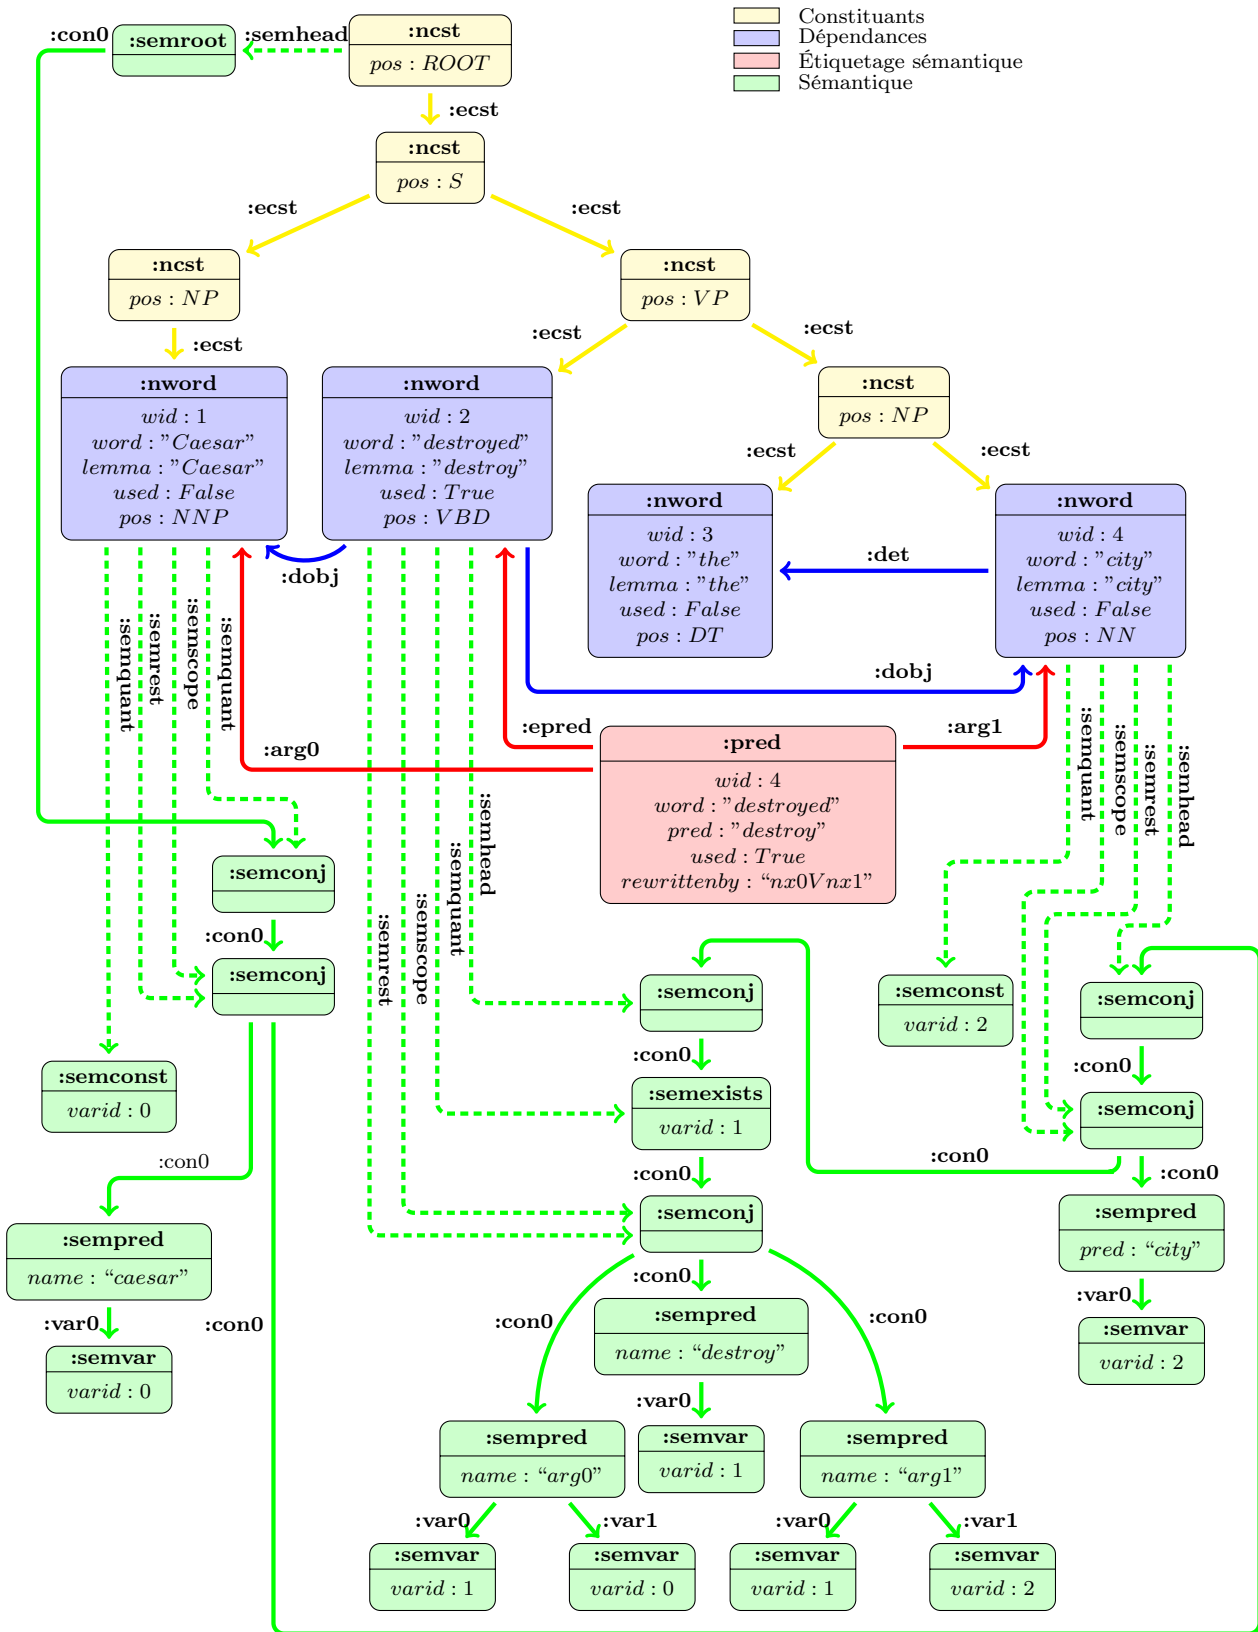 :con0
:semroot
:semhead
:ncst
pos : ROOT
Constituants
Dépendances
Étiquetage sémantique
Sémantique
:ecst
:ncst
pos : S
:ecst
:ecst
:ncst
pos : NP
:ncst
pos : VP
:ecst
:ecst
:ecst
:nword
wid : 1
word : ”Caesar”
lemma : ”Caesar”
used : False
pos : NNP
:nword
wid : 2
word : ”destroyed”
lemma : ”destroy”
used : True
pos : VBD
:ncst
pos : NP
:ecst
:ecst
:nword
wid : 3
word : ”the”
lemma : ”the”
used : False
pos : DT
:nword
wid : 4
word : ”city”
lemma : ”city”
used : False
pos : NN
:det
:dobj
:dobj
:semquant
:semrest
:semscope
:semquant
:arg0
:epred
:arg1
:pred
wid : 4
word : ”destroyed”
pred : ”destroy”
used : True
rewrittenby : “nx0Vnx1”
:semquant
:semscope
:semrest
:semhead
:semrest
:semscope
:semquant
:semhead
:semconj
:con0
:semconj
:semconst
varid : 0
:con0
:sempred
name : “caesar”
:var0
:semvar
varid : 0
:con0
:semconj
:con0
:semexists
varid : 1
:con0
:semconj
:semconst
varid : 2
:semconj
:con0
:semconj
:con0
:con0
:sempred
pred : “city”
:var0
:semvar
varid : 2
:con0
:con0
:con0
:sempred
name : “destroy”
:var0
:semvar
varid : 1
:sempred
name : “arg0”
:sempred
name : “arg1”
:var0
:var1
:var0
:var1
:semvar
varid : 1
:semvar
varid : 0
:semvar
varid : 1
:semvar
varid : 2